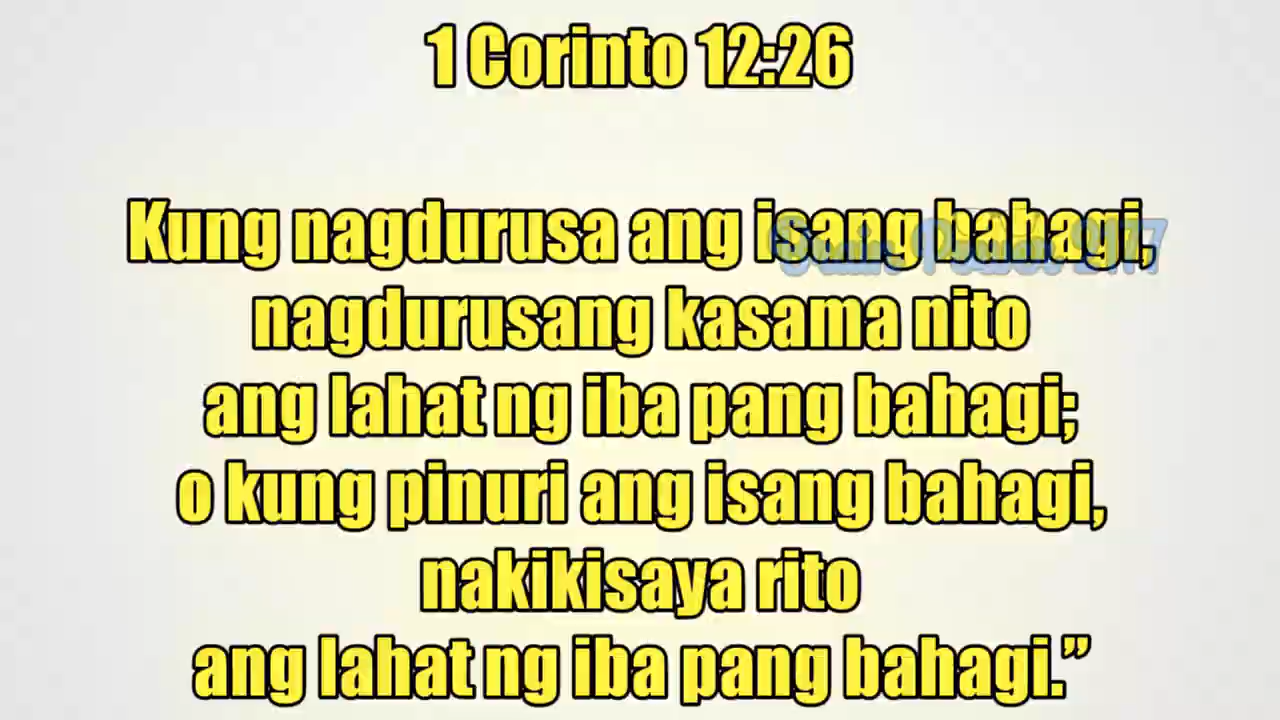 1 Corinto 12:26
Kung nagdurusa ang isang bahagi,
nagdurusang kasama nito
ang lahat ng iba pang bahagi;
o kung pinuri ang isang bahagi,
nakikisaya rito
ang lahat ng iba pang bahagi.”